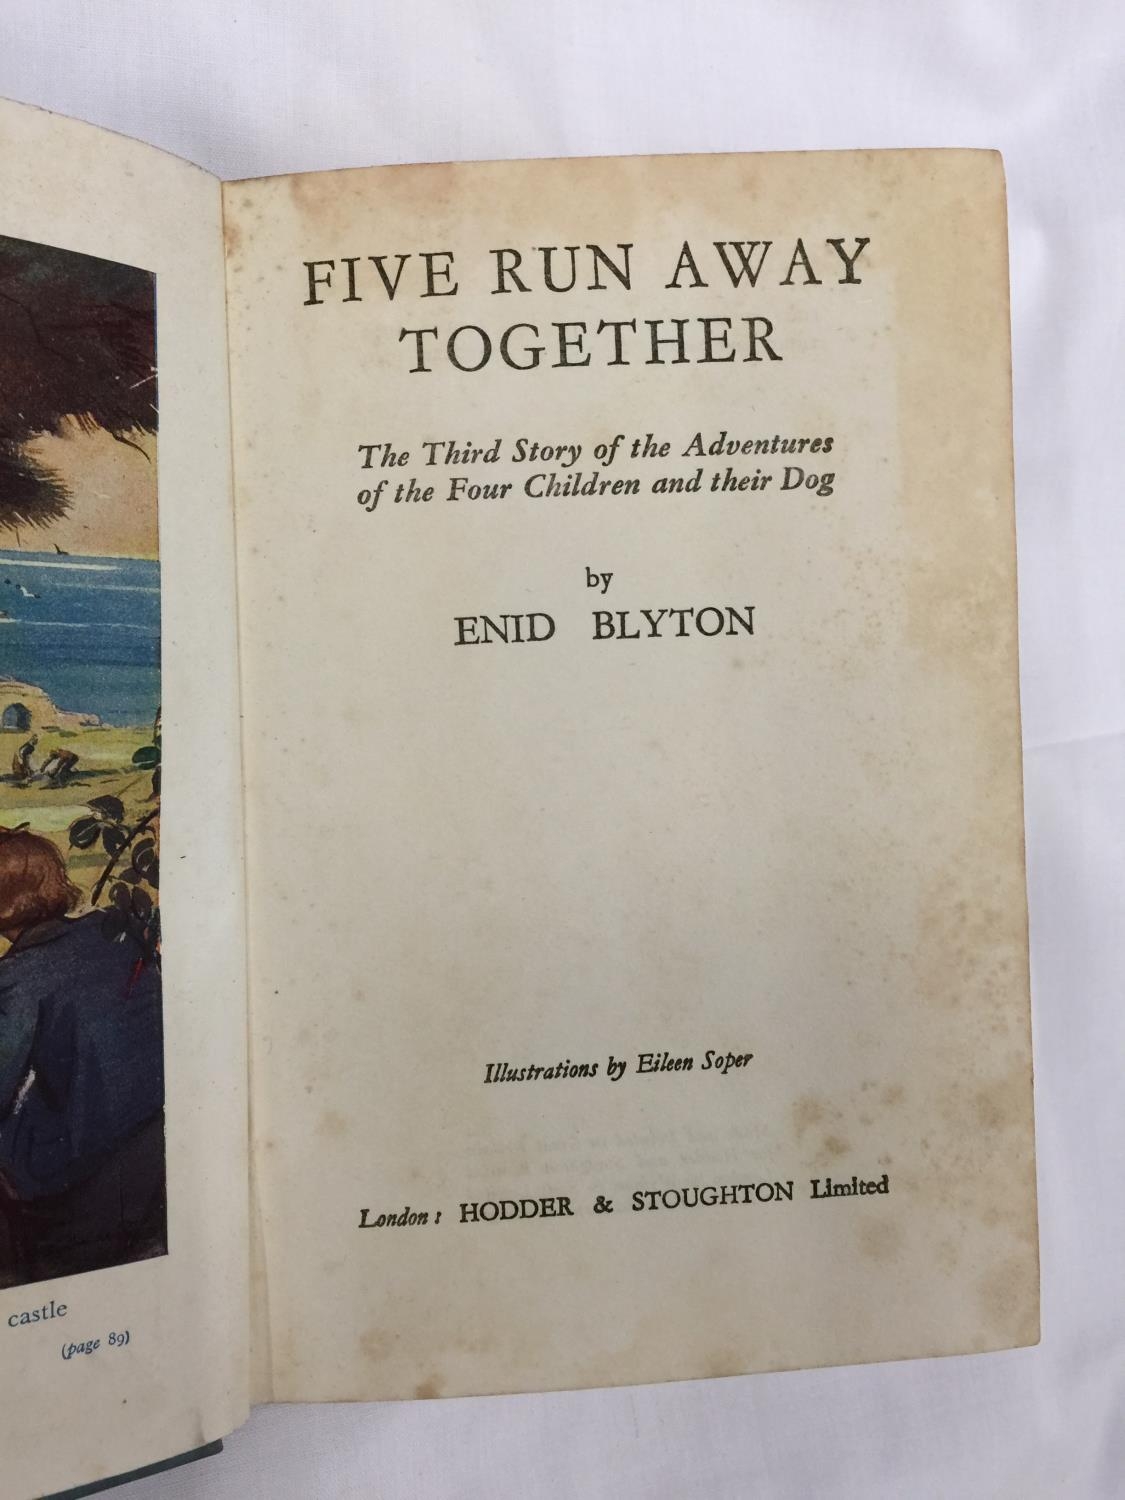 FIVE RUN AWAY
TOGETHER
The Third Story of the Adventures
of the Four Children and their Dog
by
ENID BLYTON
Illustrations by Eileen Soper
London: HODDER & STOUGHTON Limited
castle
(page 89)